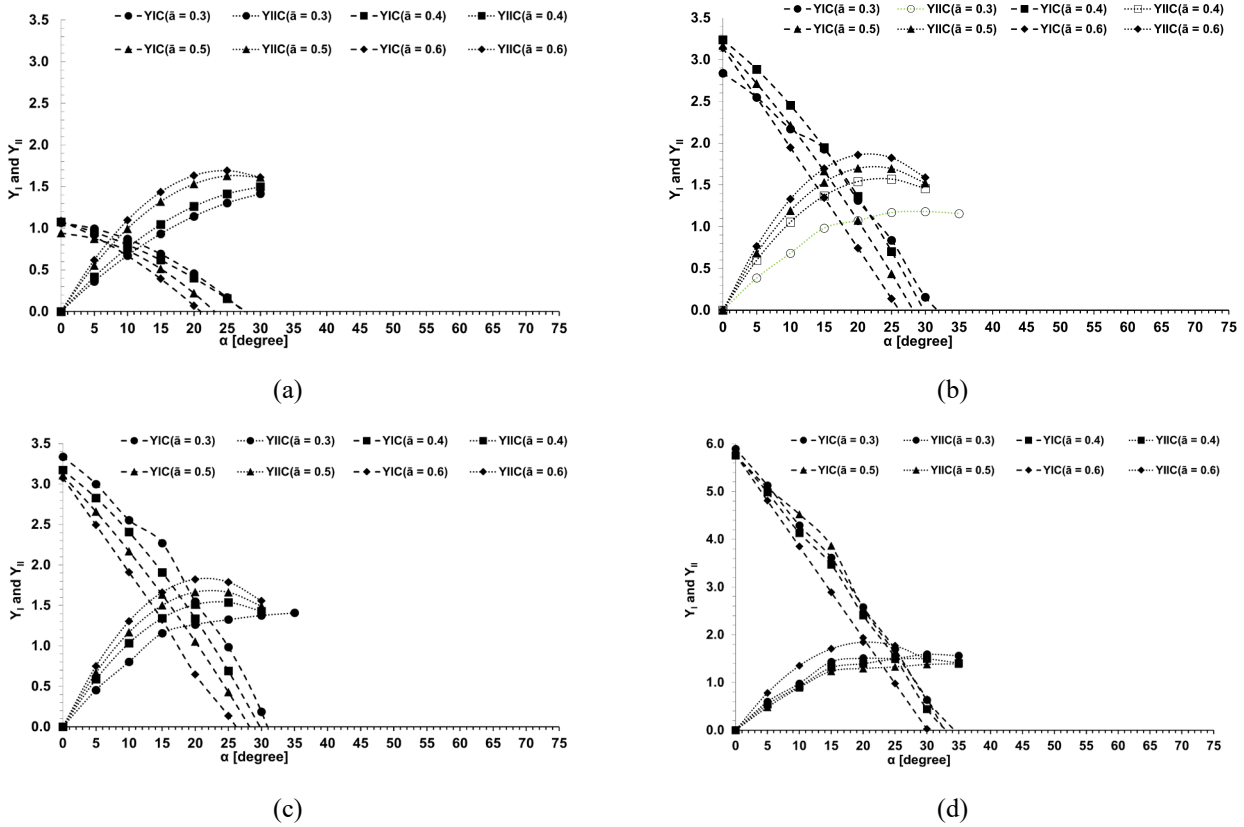 YIC(ā = 0.3) YIIC(ā = 0.3) YIC(ā = 0.4) YIIC(ā = 0.4)
YIC(ā = 0.5) YIIC(ā = 0.5) YIC(ā = 0.6) YIIC(ā = 0.6)
3.5
3.0
2.5
2.0
1.5
1.0
0.5
0.0
Y_I and Y_II
0 5 10 15 20 25 30 35 40 45 50 55 60 65 70 75
α [degree]
(a)
YIC(ā = 0.3) YIIC(ā = 0.3) YIC(ā = 0.4) YIIC(ā = 0.4)
YIC(ā = 0.5) YIIC(ā = 0.5) YIC(ā = 0.6) YIIC(ā = 0.6)
3.5
3.0
2.5
2.0
1.5
1.0
0.5
0.0
Y_I and Y_II
0 5 10 15 20 25 30 35 40 45 50 55 60 65 70 75
α [degree]
(b)
YIC(ā = 0.3) YIIC(ā = 0.3) YIC(ā = 0.4) YIIC(ā = 0.4)
YIC(ā = 0.5) YIIC(ā = 0.5) YIC(ā = 0.6) YIIC(ā = 0.6)
3.5
3.0
2.5
2.0
1.5
1.0
0.5
0.0
Y_I and Y_II
0 5 10 15 20 25 30 35 40 45 50 55 60 65 70 75
α [degree]
(c)
YIC(ā = 0.3) YIIC(ā = 0.3) YIC(ā = 0.4) YIIC(ā = 0.4)
YIC(ā = 0.5) YIIC(ā = 0.5) YIC(ā = 0.6) YIIC(ā = 0.6)
6.0
5.0
4.0
3.0
2.0
1.0
0.0
Y_I and Y_II
0 5 10 15 20 25 30 35 40 45 50 55 60 65 70 75
α [degree]
(d)